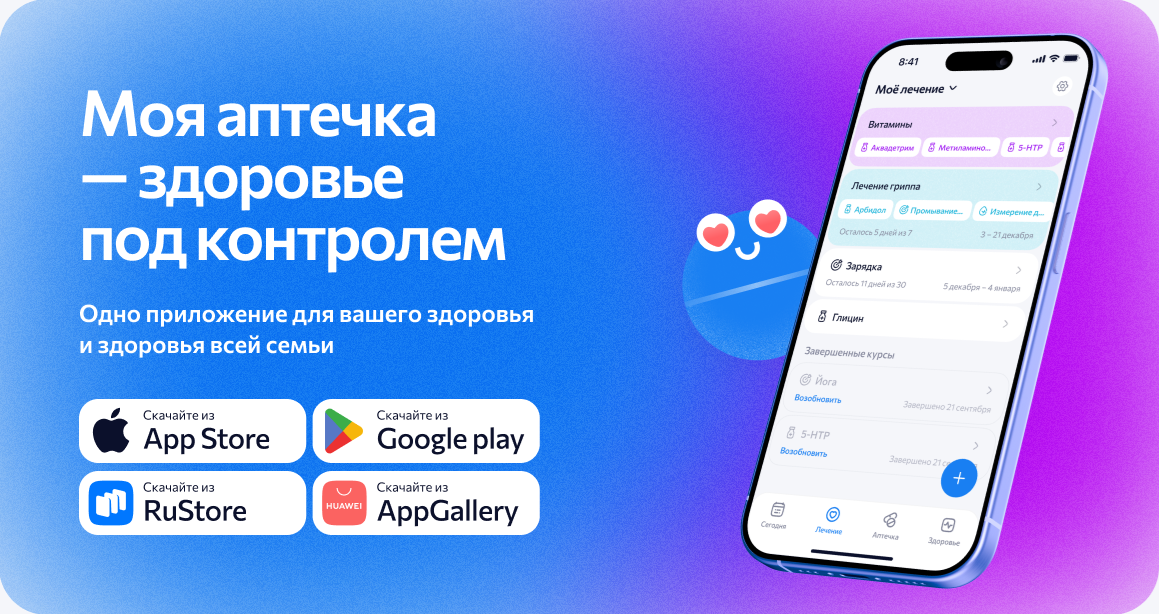 Моя аптечка
— здоровье
под контролем
Одно приложение для вашего здоровья
и здоровья всей семьи
Скачайте из
App Store
Скачайте из
Google play
Скачайте из
RuStore
HUAWEI
Скачайте из
AppGallery
8:41
Моё лечение
Витамины
Аквадетрим Метиламино... 5-HTP
Лечение гриппа
Арбидол Промывание... Измерение д...
Осталось 5 дней из 7 3 – 21 декабря
Зарядка
Осталось 11 дней из 30 5 декабря – 4 января
Глицин
Завершенные курсы
Йога
Возобновить Завершено 21 сентября
5-HTP
Возобновить Завершено 21
Сегодня Лечение Аптечка Здоровье